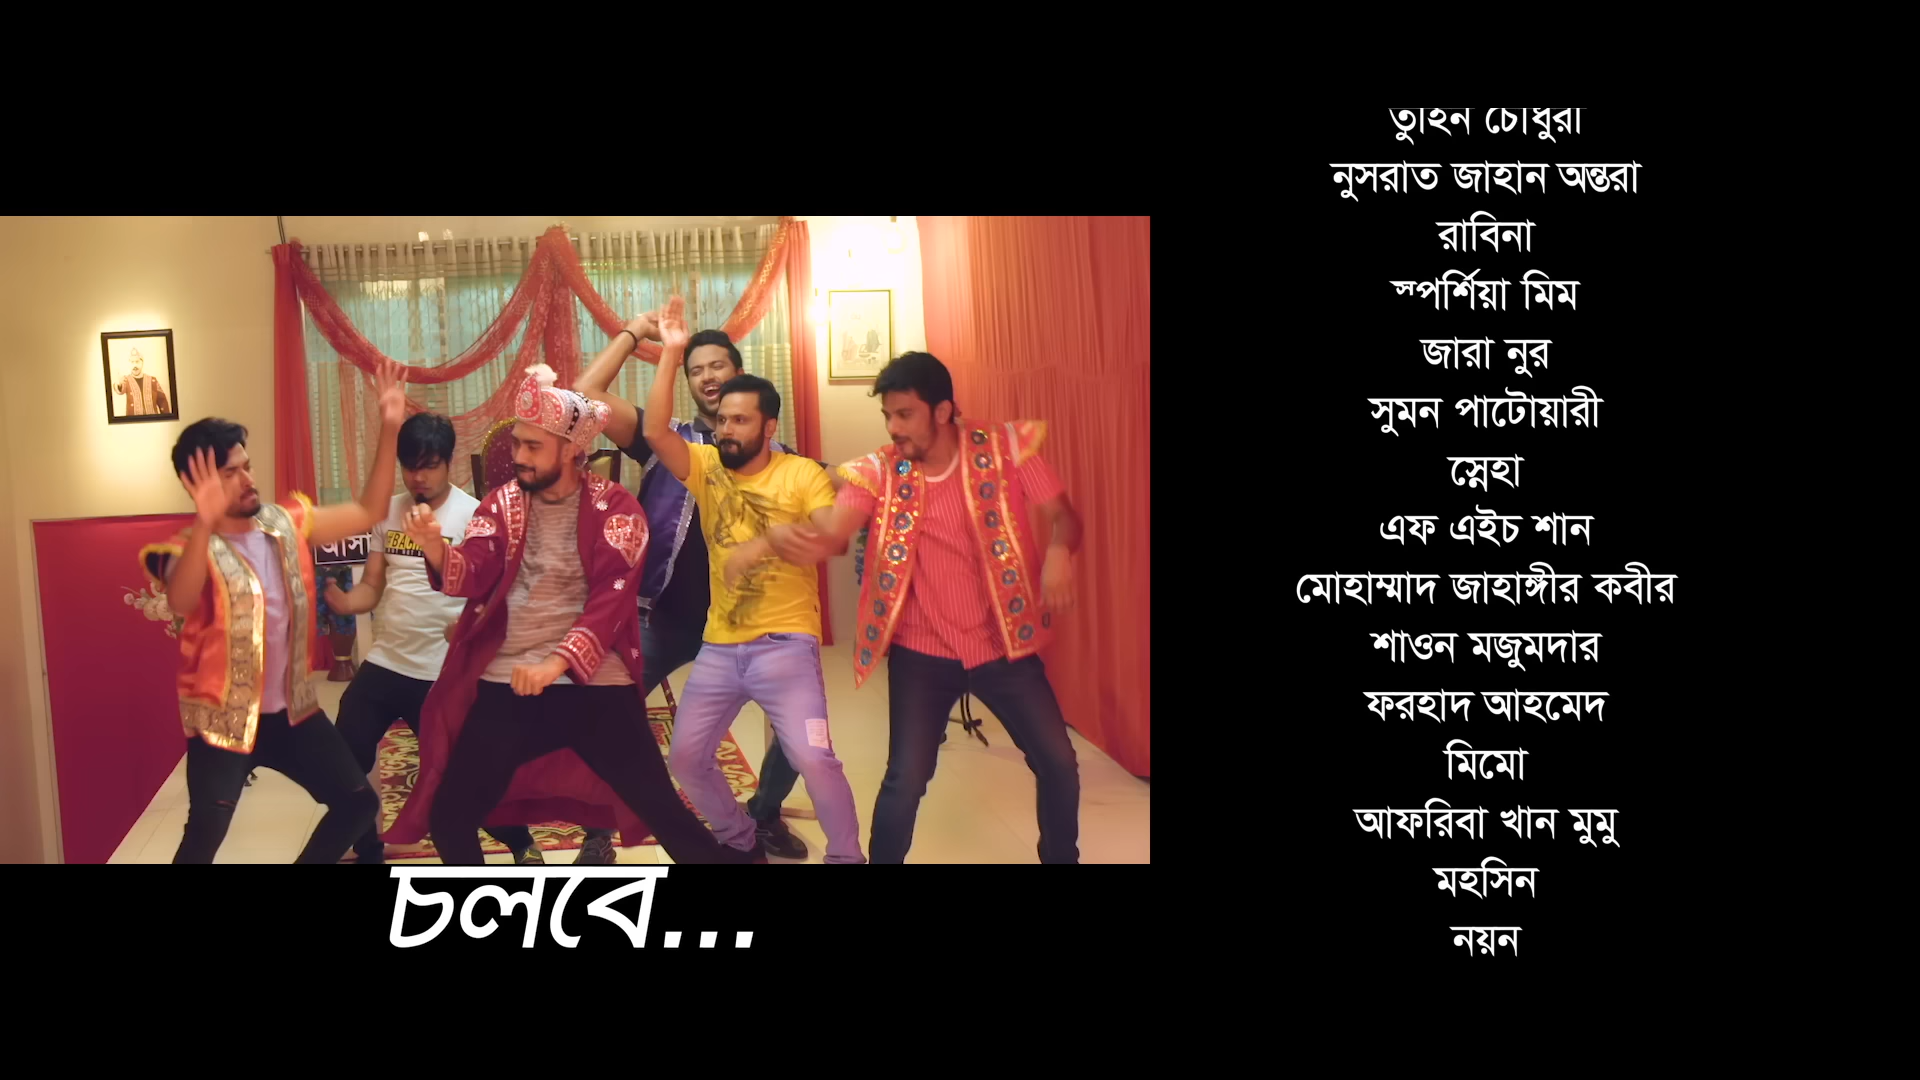 তুহিন চৌধুরী
নুসরাত জাহান অন্তরা
রাবিনা
স্পর্শিয়া মিম
জারা নুর
সুমন পাটোয়ারী
স্নেহা
এফ এইচ শান
মোহাম্মাদ জাহাঙ্গীর কবীর
শাওন মজুমদার
ফরহাদ আহমেদ
মিমো
আফরিবা খান মুমু
মহসিন
নয়ন
চলবে...